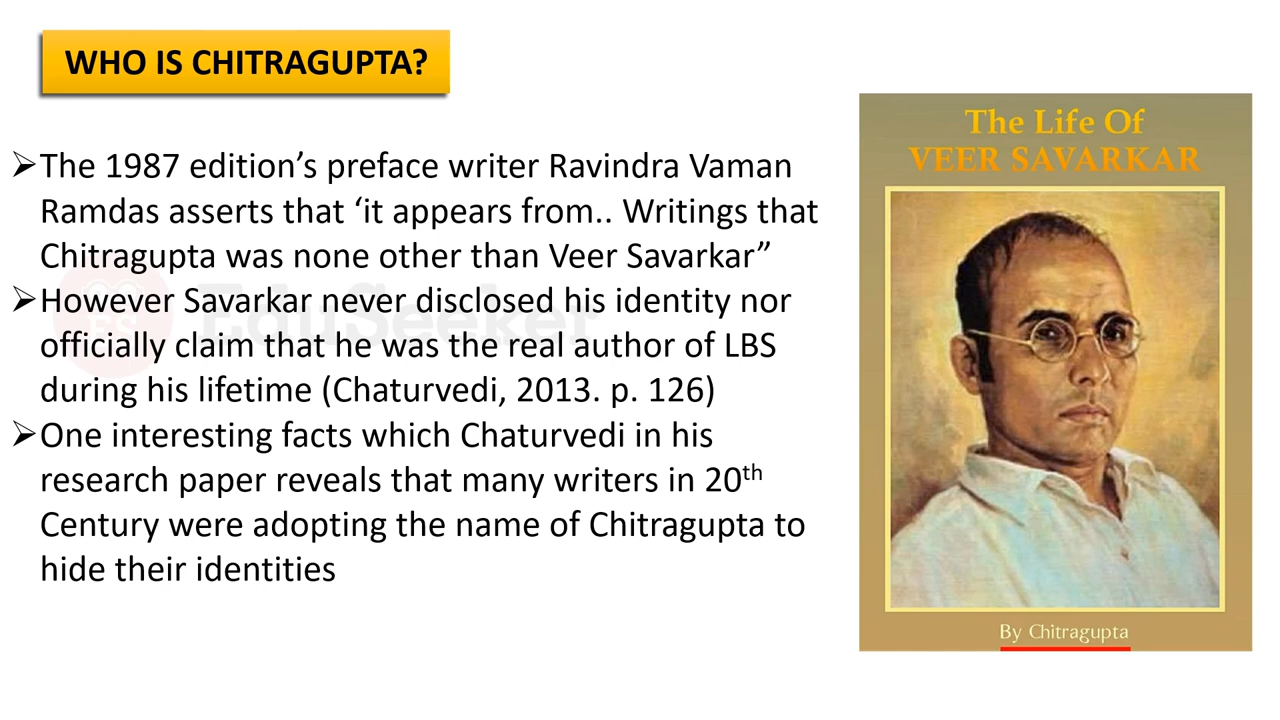 WHO IS CHITRAGUPTA?
➢The 1987 edition’s preface writer Ravindra Vaman
Ramdas asserts that ‘it appears from.. Writings that
Chitragupta was none other than Veer Savarkar”
➢However Savarkar never disclosed his identity nor
officially claim that he was the real author of LBS
during his lifetime (Chaturvedi, 2013. p. 126)
➢One interesting facts which Chaturvedi in his
research paper reveals that many writers in 20th
Century were adopting the name of Chitragupta to
hide their identities
The Life Of
VEER SAVARKAR
By Chitragupta
ES EduSeeker